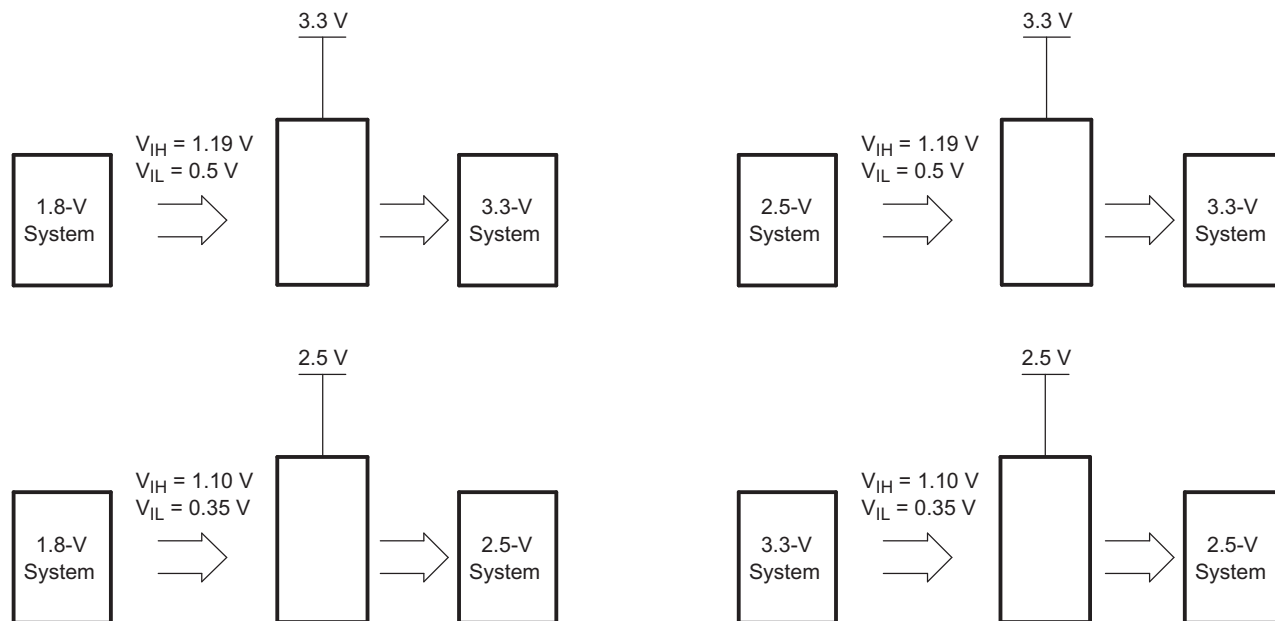 3.3 V
V_IH = 1.19 V
V_IL = 0.5 V
1.8-V
System
3.3-V
System
3.3 V
V_IH = 1.19 V
V_IL = 0.5 V
2.5-V
System
3.3-V
System
2.5 V
V_IH = 1.10 V
V_IL = 0.35 V
1.8-V
System
2.5-V
System
2.5 V
V_IH = 1.10 V
V_IL = 0.35 V
3.3-V
System
2.5-V
System